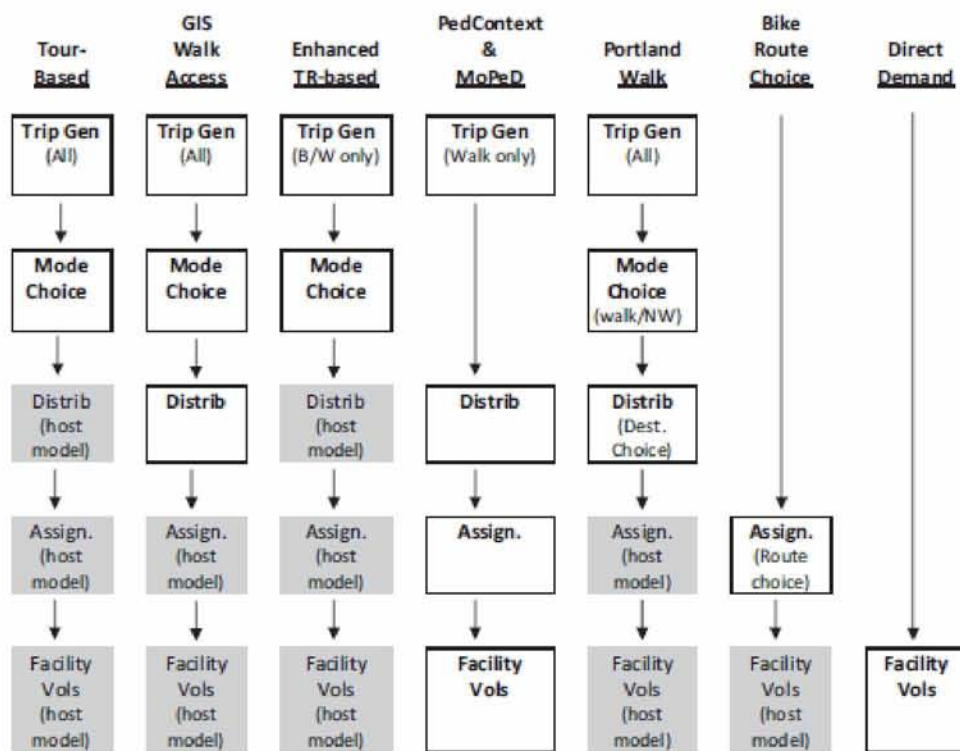 Tour-
Based
GIS
Walk
Access
Enhanced
TR-based
PedContext
&
MoPeD
Portland
Walk
Bike
Route
Choice
Direct
Demand
Trip Gen
(All)
Trip Gen
(All)
Trip Gen
(B/W only)
Trip Gen
(Walk only)
Trip Gen
(All)
Mode
Choice
Mode
Choice
Mode
Choice
Mode
Choice
(walk/NW)
Distrib
(host
model)
Distrib
Distrib
(host
model)
Distrib
Distrib
(Dest.
Choice)
Assign.
(host
model)
Assign.
(host
model)
Assign.
(host
model)
Assign.
Assign.
(host
model)
Assign.
(Route
choice)
Facility
Vols
(host
model)
Facility
Vols
(host
model)
Facility
Vols
(host
model)
Facility
Vols
Facility
Vols
(host
model)
Facility
Vols
(host
model)
Facility
Vols